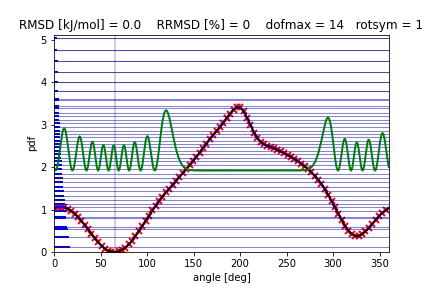 RMSD [kJ/mol] = 0.0    RRMSD [%] = 0    dofmax = 14   rotsym = 1
5
4
3
2
1
0
pdf
0 50 100 150 200 250 300 350
angle [deg]